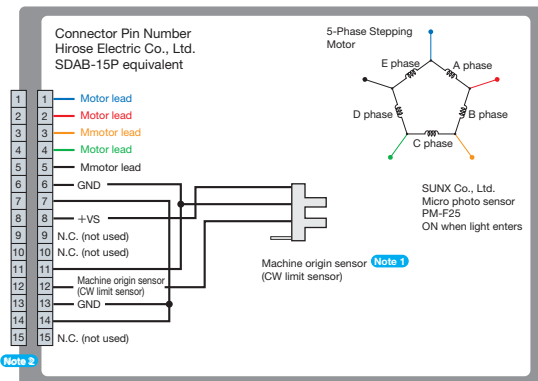 Connector Pin Number
Hirose Electric Co., Ltd.
SDAB-15P equivalent
5-Phase Stepping
Motor
E phase
A phase
D phase
B phase
C phase
1 1 Motor lead
2 2 Motor lead
3 3 Mmotor lead
4 4 Motor lead
5 5 Mmotor lead
6 6 GND
7 7
8 8 +VS
9 9 N.C. (not used)
10 10 N.C. (not used)
11 11
12 12 Machine origin sensor
(CW limit sensor)
13 13 GND
14 14
15 15 N.C. (not used)
SUNX Co., Ltd.
Micro photo sensor
PM-F25
ON when light enters
Machine origin sensor Note 1
(CW limit sensor)
Note 2